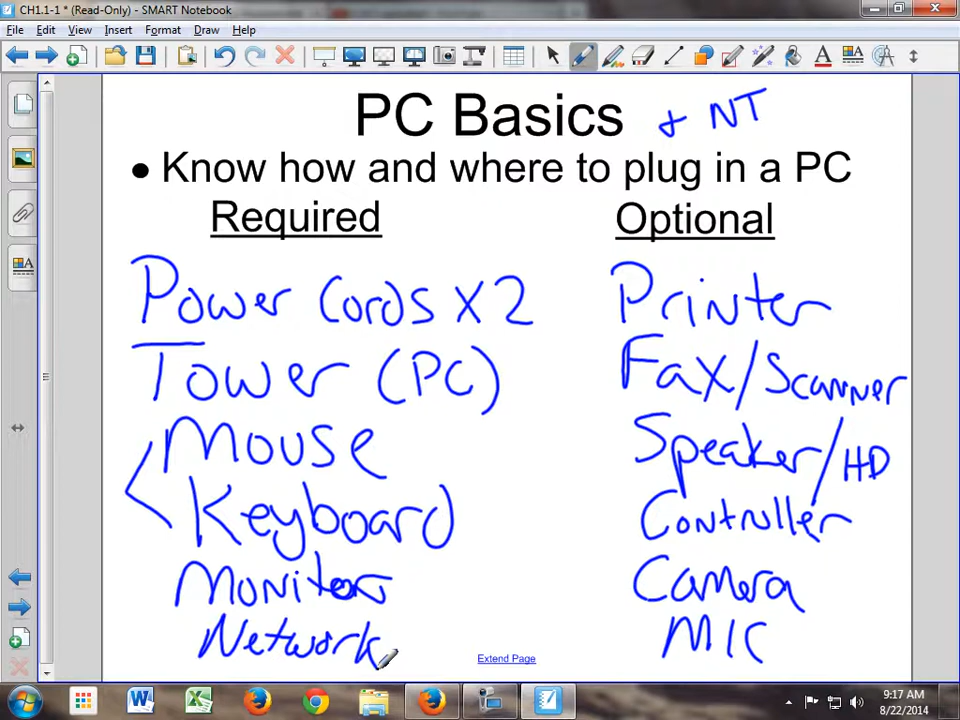 CH1.1-1 * (Read-Only) - SMART Notebook
File Edit View Insert Format Draw Help
PC Basics + NT
• Know how and where to plug in a PC
Required Optional
Power Cords x 2 Printer
Tower (PC) Fax/Scanner
Mouse Speaker/HD
Keyboard Controller
Monitor Camera
Network MIC
Extend Page
9:17 AM
8/22/2014